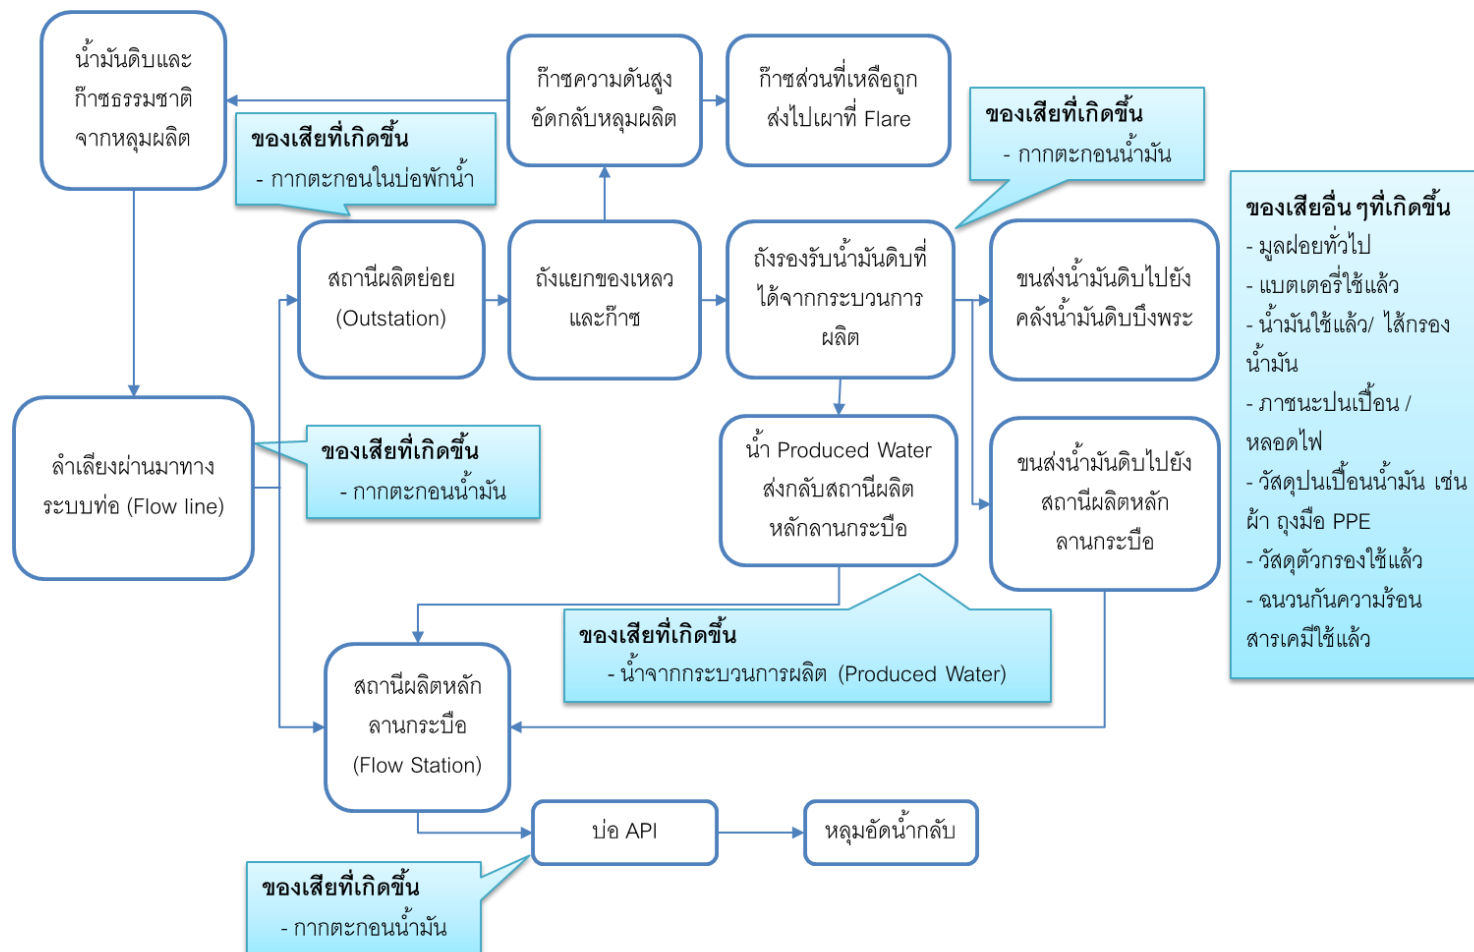 น้ำมันดิบและ
ก๊าซธรรมชาติ
จากหลุมผลิต
ก๊าซความดันสูง
อัดกลับหลุมผลิต
ก๊าซส่วนที่เหลือถูก
ส่งไปเผาที่ Flare
ของเสียที่เกิดขึ้น
- กากตะกอนน้ำมัน
ของเสียที่เกิดขึ้น
- กากตะกอนในบ่อพักน้ำ
สถานีผลิตย่อย
(Outstation)
ถังแยกของเหลว
และก๊าซ
ถังรองรับน้ำมันดิบที่
ได้จากกระบวนการ
ผลิต
ขนส่งน้ำมันดิบไปยัง
คลังน้ำมันดิบบึงพระ
ของเสียอื่น ๆที่เกิดขึ้น
- มูลฝอยทั่วไป
- แบตเตอรี่ใช้แล้ว
- น้ำมันใช้แล้ว/ ไส้กรอง
น้ำมัน
- ภาชนะปนเปื้อน /
หลอดไฟ
- วัสดุปนเปื้อนน้ำมัน เช่น
ผ้า ถุงมือ PPE
- วัสดุตัวกรองใช้แล้ว
- ฉนวนกันความร้อน
สารเคมีใช้แล้ว
ลำเลียงผ่านมาทาง
ระบบท่อ (Flow line)
ของเสียที่เกิดขึ้น
- กากตะกอนน้ำมัน
น้ำ Produced Water
ส่งกลับสถานีผลิต
หลักลานกระบือ
ขนส่งน้ำมันดิบไปยัง
สถานีผลิตหลัก
ลานกระบือ
ของเสียที่เกิดขึ้น
- น้ำจากกระบวนการผลิต (Produced Water)
สถานีผลิตหลัก
ลานกระบือ
(Flow Station)
บ่อ API
หลุมอัดน้ำกลับ
ของเสียที่เกิดขึ้น
- กากตะกอนน้ำมัน